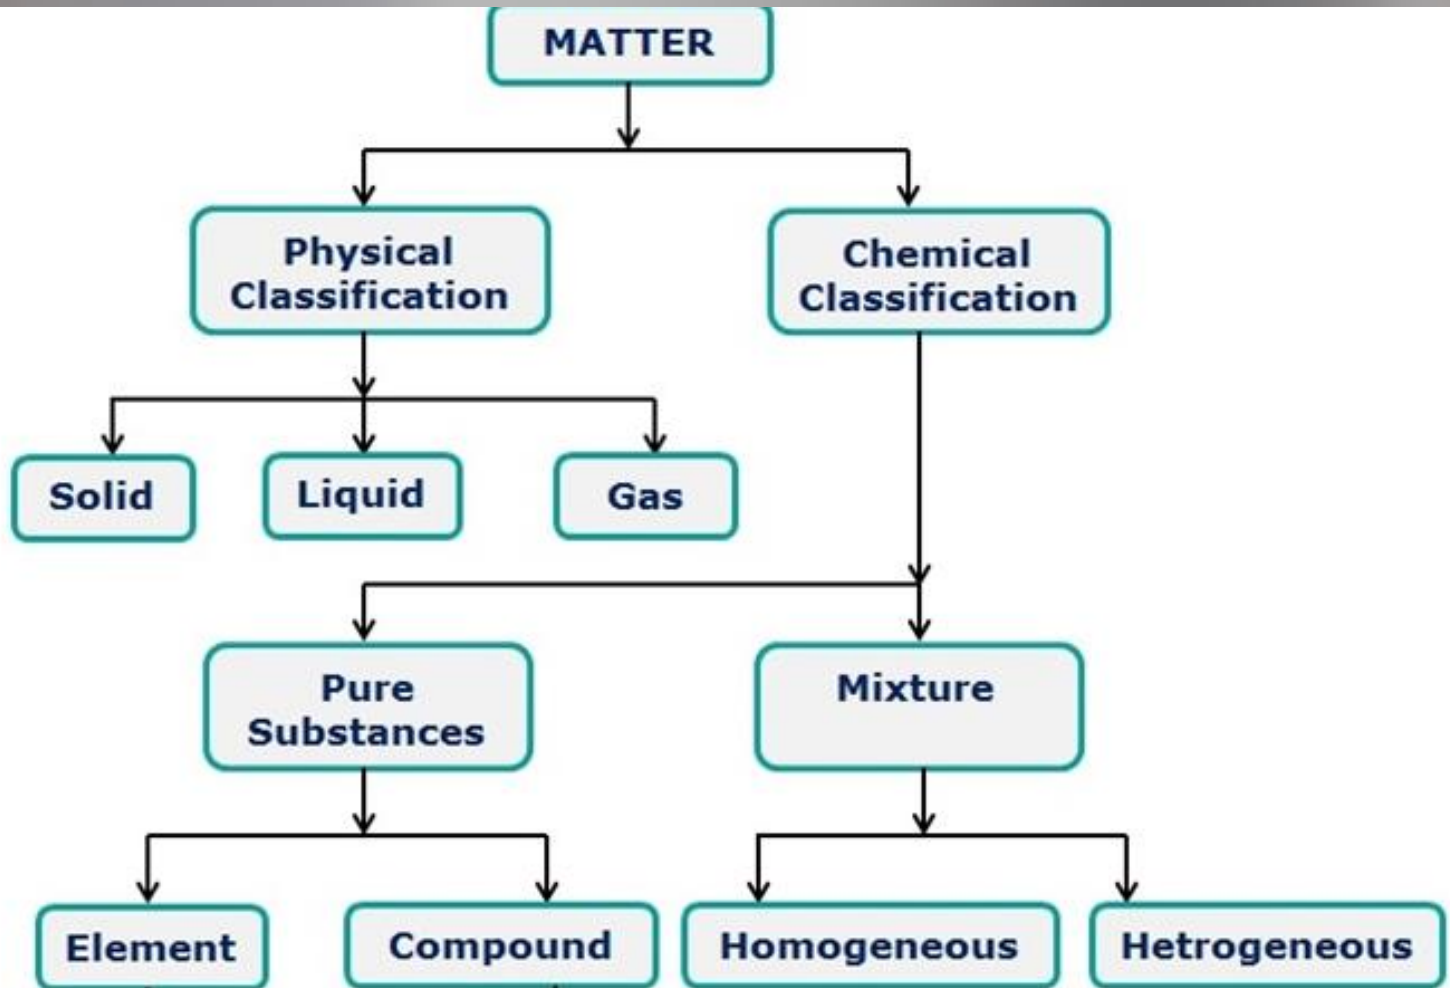 MATTER
Physical
Classification
Chemical
Classification
Solid
Liquid
Gas
Pure
Substances
Mixture
Element
Compound
Homogeneous
Hetrogeneous